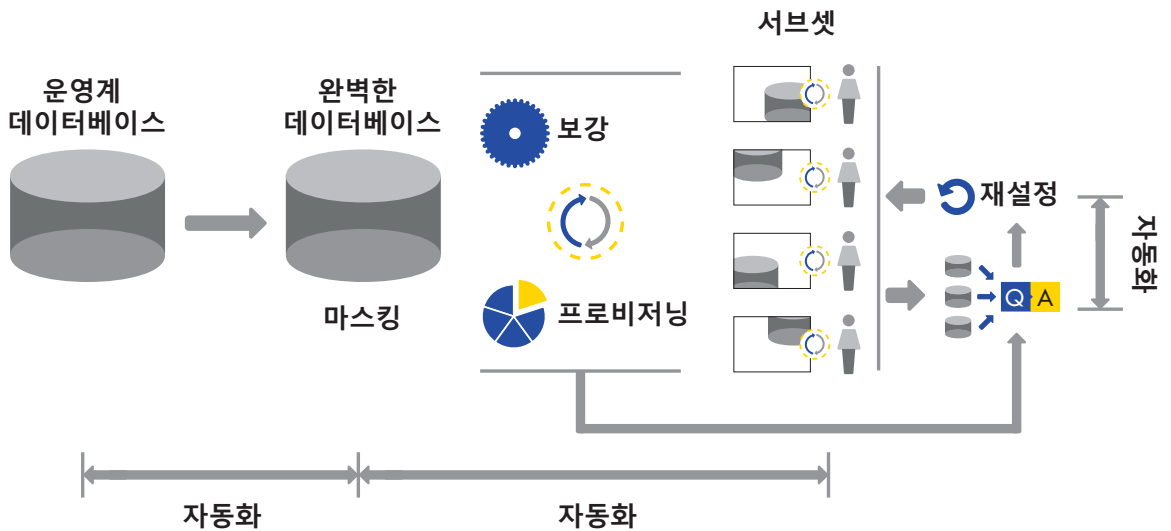 서브셋
운영계
데이터베이스
완벽한
데이터베이스
보강
재설정
자동화
마스킹
프로비저닝
Q A
자동화
자동화